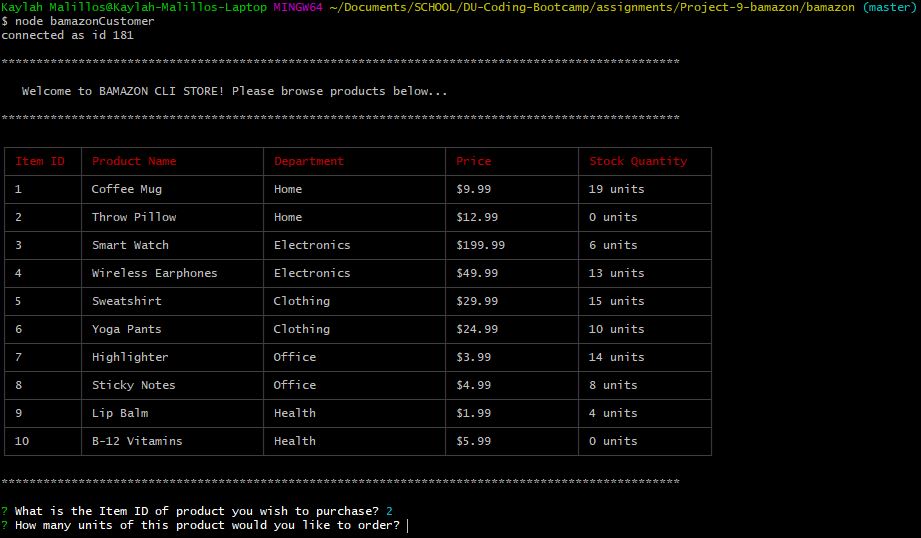 Kaylah Malillos@Kaylah-Malillos-Laptop MINGW64 ~/Documents/SCHOOL/DU-Coding-Bootcamp/assignments/Project-9-bamazon/bamazon (master)
$ node bamazonCustomer
connected as id 181
*************************************************************************************************
Welcome to BAMAZON CLI STORE! Please browse products below...
*************************************************************************************************
Item ID Product Name Department Price Stock Quantity
1 Coffee Mug Home $9.99 19 units
2 Throw Pillow Home $12.99 0 units
3 Smart Watch Electronics $199.99 6 units
4 Wireless Earphones Electronics $49.99 13 units
5 Sweatshirt Clothing $29.99 15 units
6 Yoga Pants Clothing $24.99 10 units
7 Highlighter Office $3.99 14 units
8 Sticky Notes Office $4.99 8 units
9 Lip Balm Health $1.99 4 units
10 B-12 Vitamins Health $5.99 0 units
*************************************************************************************************
? What is the Item ID of product you wish to purchase? 2
? How many units of this product would you like to order?